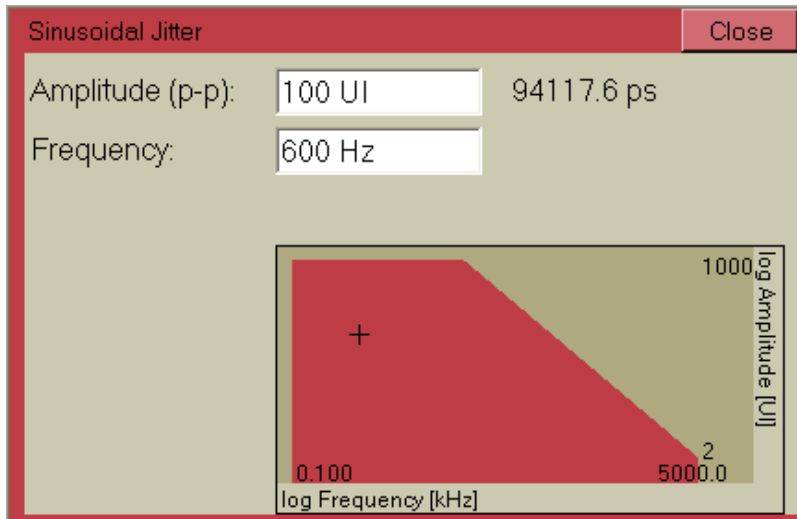 Sinusoidal Jitter Close
Amplitude (p-p): 100 UI 94117.6 ps
Frequency: 600 Hz
1000
log Amplitude [UI]
2
0.100 5000.0
log Frequency [kHz]